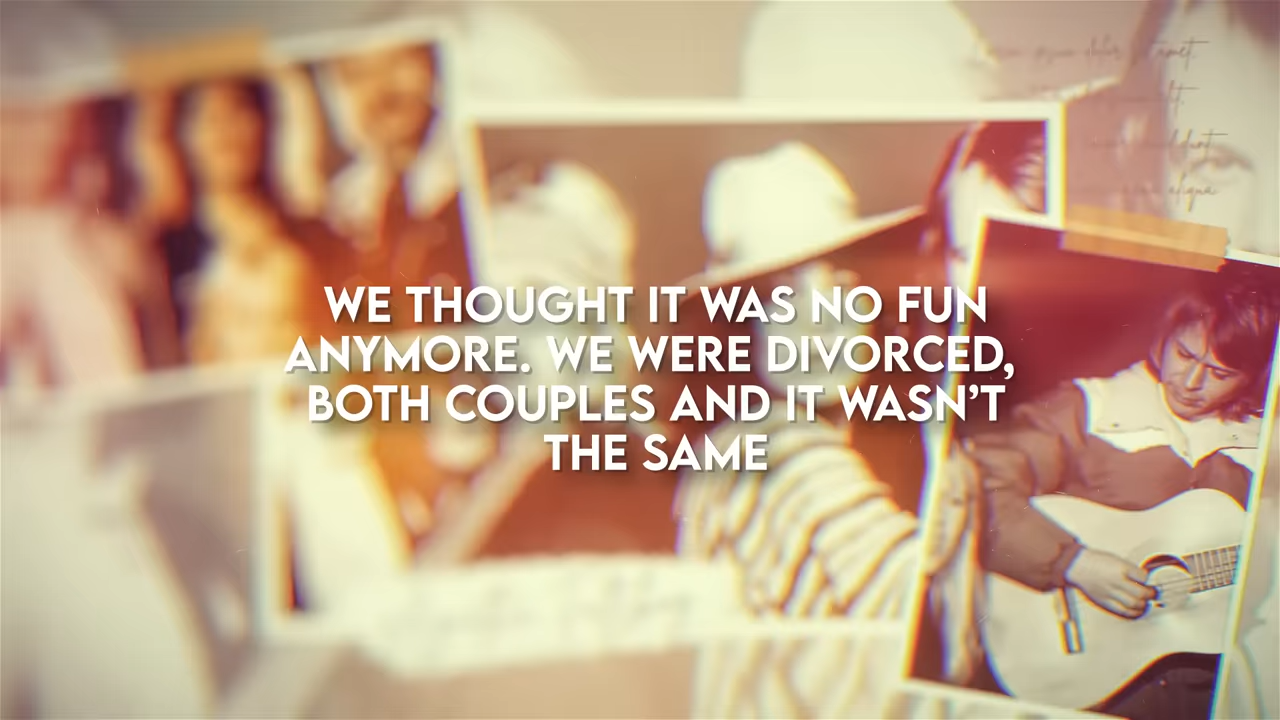 WE THOUGHT IT WAS NO FUN
ANYMORE. WE WERE DIVORCED,
BOTH COUPLES AND IT WASN'T
THE SAME